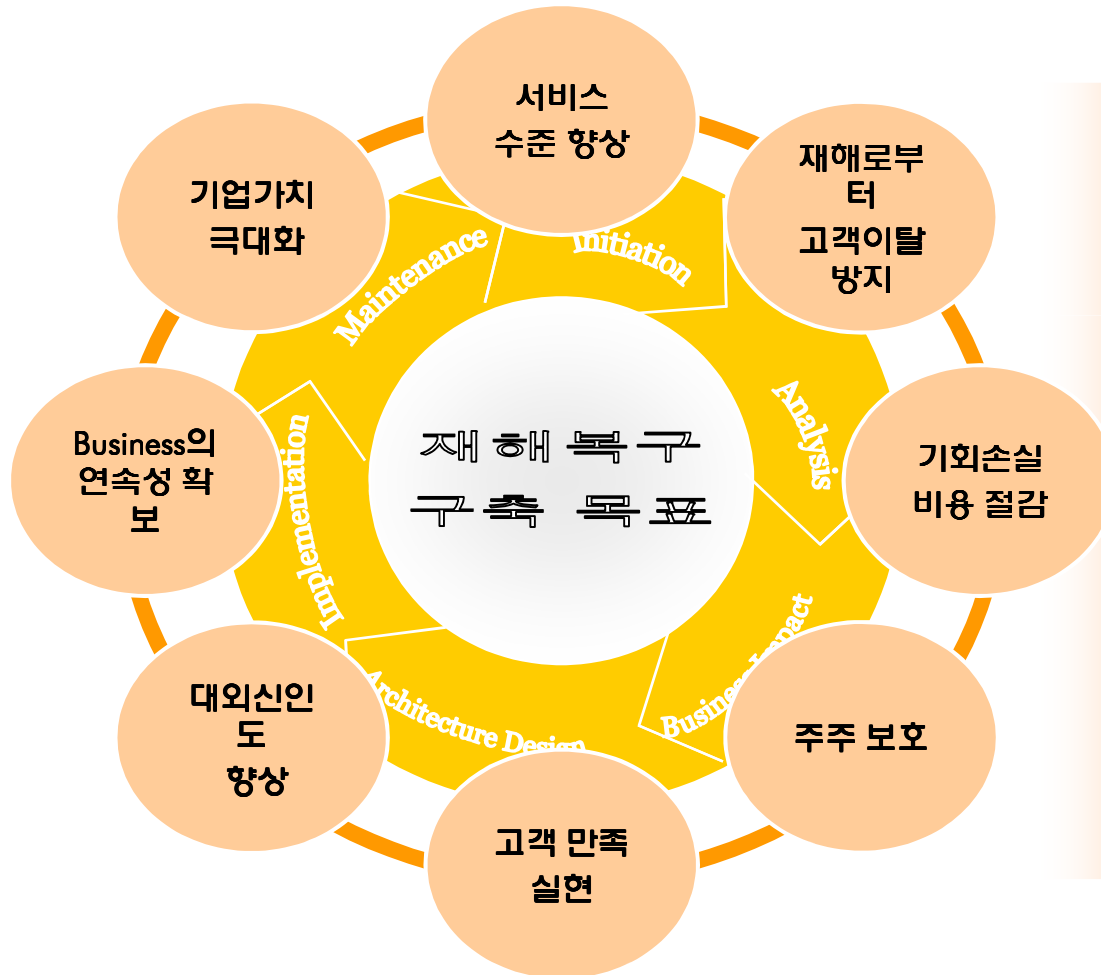 서비스
수준 향상
재해로부
터
고객이탈
방지
기회손실
비용 절감
주주 보호
고객 만족
실현
대외신인
도
향상
Business의
연속성 확
보
기업가치
극대화
Initiation
Analysis
Business Impact
Architecture Design
Implementation
Maintenance
재해복구
구축 목표